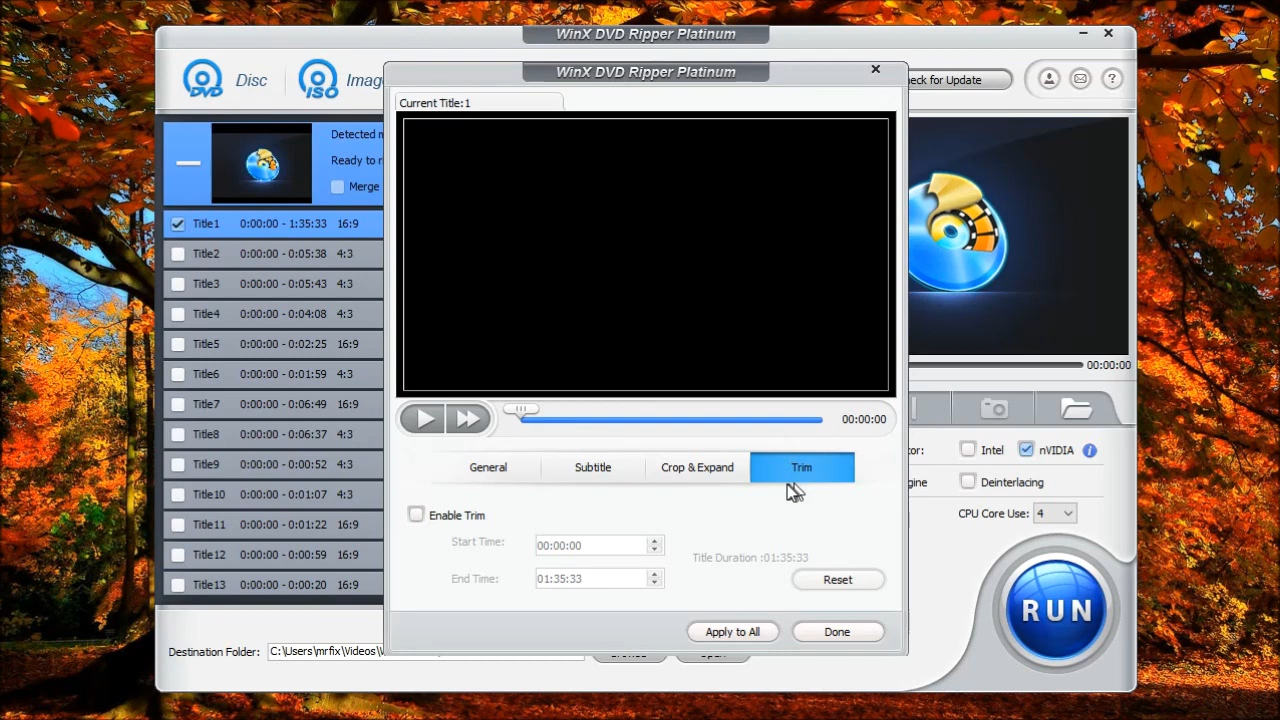 WinX DVD Ripper Platinum
DVD Disc
ISO
WinX DVD Ripper Platinum
for Update
Current Title:1
Detected
Ready to
Merge
Title1 0:00:00 - 1:35:33 16:9
Title2 0:00:00 - 0:05:38 4:3
Title3 0:00:00 - 0:05:43 4:3
Title4 0:00:00 - 0:04:08 4:3
Title5 0:00:00 - 0:02:25 16:9
Title6 0:00:00 - 0:01:59 4:3
Title7 0:00:00 - 0:06:49 16:9
Title8 0:00:00 - 0:06:37 4:3
Title9 0:00:00 - 0:00:52 4:3
Title10 0:00:00 - 0:01:07 4:3
Title11 0:00:00 - 0:01:22 4:3
Title12 0:00:00 - 0:00:59 4:3
Title13 0:00:00 - 0:00:20 16:9
00:00:00
00:00:00
General Subtitle Crop & Expand Trim
Enable Trim
Start Time: 00:00:00
Title Duration :01:35:33
End Time: 01:35:33
Reset
Apply to All Done
Intel nVIDIA
Deinterlacing
CPU Core Use: 4
RUN
Destination Folder: C:\Users\mrfix\Videos\